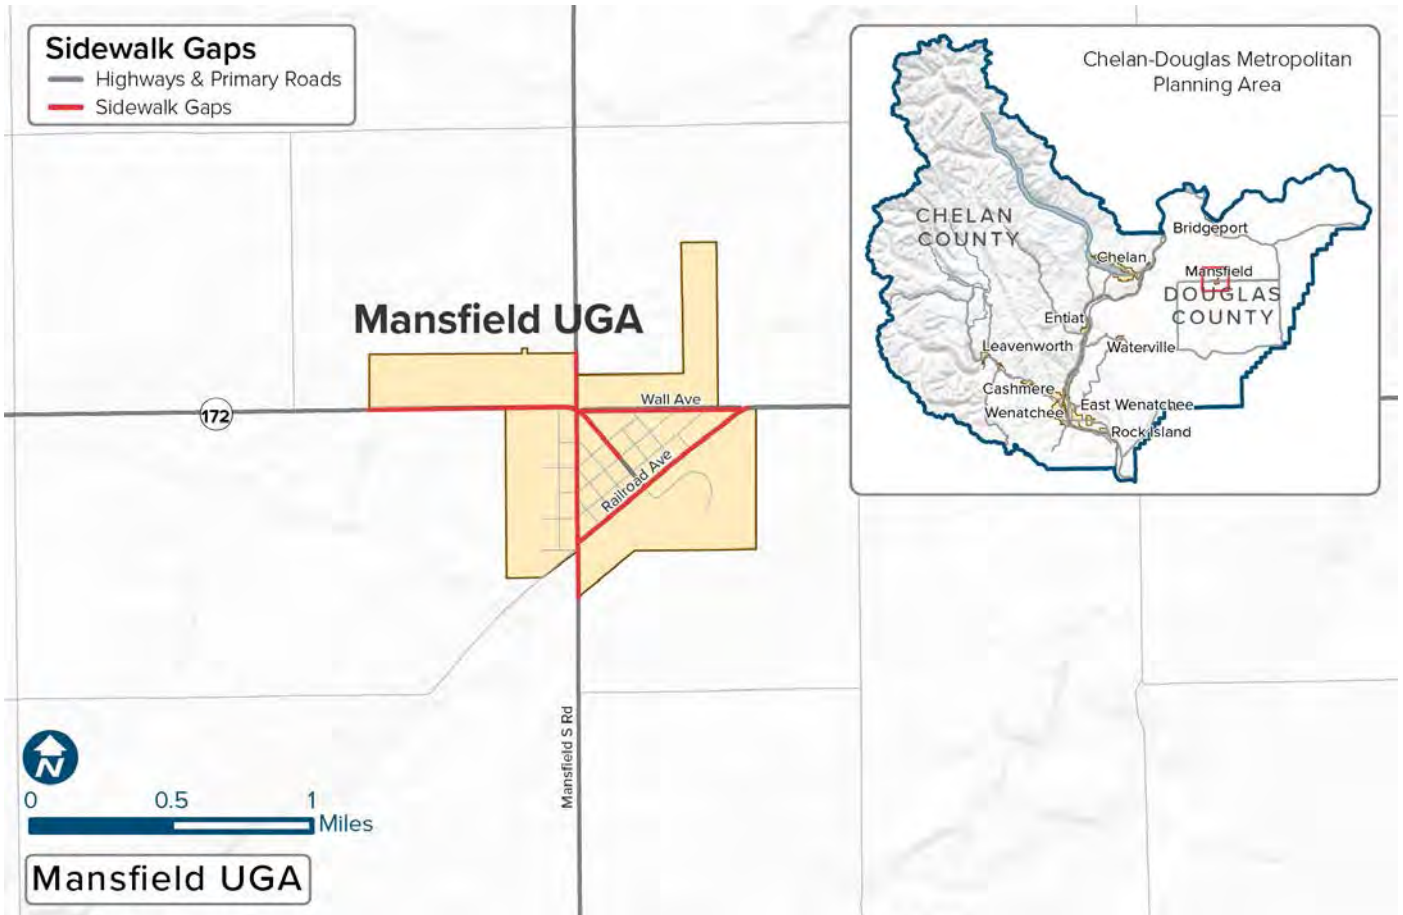 Sidewalk Gaps
Highways & Primary Roads
Sidewalk Gaps
Chelan-Douglas Metropolitan
Planning Area
CHELAN
COUNTY
Bridgeport
Chelan
Mansfield
DOUGLAS
COUNTY
Entiat
Leavenworth
Waterville
Cashmere
Wenatchee
East Wenatchee
Rock Island
Mansfield UGA
Wall Ave
172
Railroad Ave
Mansfield S Rd
N
0 0.5 1
Miles
Mansfield UGA